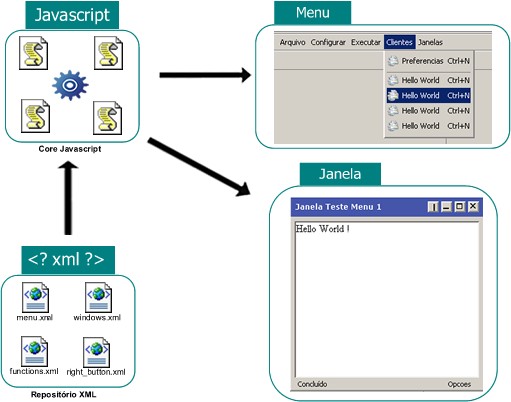 Javascript
Core Javascript
Menu
Arquivo Configurar Executar Clientes Janelas
Preferencias Ctrl+N
Hello World Ctrl+N
Hello World Ctrl+N
Hello World Ctrl+N
Hello World Ctrl+N
Janela
Janela Teste Menu 1
Hello World !
Concluído Opcoes
<? xml ?>
menu.xml windows.xml
functions.xml right_button.xml
Repositório XML